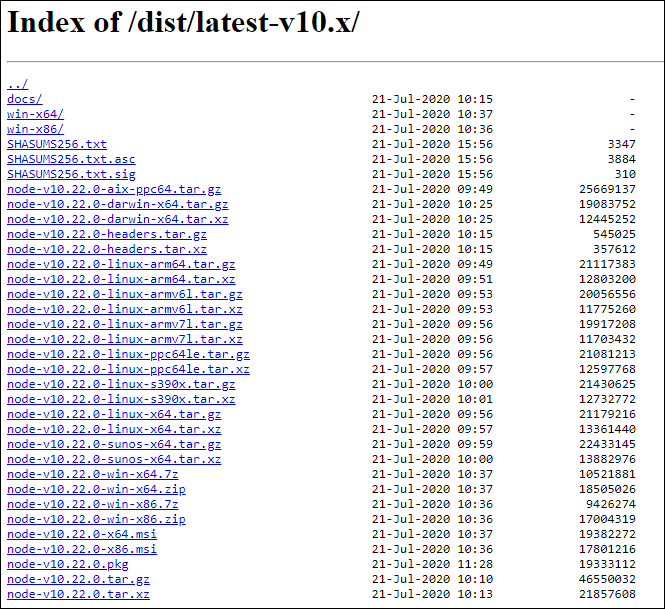 Index of /dist/latest-v10.x/
../
docs/ 21-Jul-2020 10:15 -
win-x64/ 21-Jul-2020 10:37 -
win-x86/ 21-Jul-2020 10:36 -
SHASUMS256.txt 21-Jul-2020 15:56 3347
SHASUMS256.txt.asc 21-Jul-2020 15:56 3884
SHASUMS256.txt.sig 21-Jul-2020 15:56 310
node-v10.22.0-aix-ppc64.tar.gz 21-Jul-2020 09:49 25669137
node-v10.22.0-darwin-x64.tar.gz 21-Jul-2020 10:25 19083752
node-v10.22.0-darwin-x64.tar.xz 21-Jul-2020 10:25 12445252
node-v10.22.0-headers.tar.gz 21-Jul-2020 10:15 545025
node-v10.22.0-headers.tar.xz 21-Jul-2020 10:15 357612
node-v10.22.0-linux-arm64.tar.gz 21-Jul-2020 09:49 21117383
node-v10.22.0-linux-arm64.tar.xz 21-Jul-2020 09:51 12803200
node-v10.22.0-linux-armv6l.tar.gz 21-Jul-2020 09:53 20056556
node-v10.22.0-linux-armv6l.tar.xz 21-Jul-2020 09:53 11775260
node-v10.22.0-linux-armv7l.tar.gz 21-Jul-2020 09:56 19917208
node-v10.22.0-linux-armv7l.tar.xz 21-Jul-2020 09:56 11703432
node-v10.22.0-linux-ppc64le.tar.gz 21-Jul-2020 09:56 21081213
node-v10.22.0-linux-ppc64le.tar.xz 21-Jul-2020 09:57 12597768
node-v10.22.0-linux-s390x.tar.gz 21-Jul-2020 10:00 21430625
node-v10.22.0-linux-s390x.tar.xz 21-Jul-2020 10:01 12732772
node-v10.22.0-linux-x64.tar.gz 21-Jul-2020 09:56 21179216
node-v10.22.0-linux-x64.tar.xz 21-Jul-2020 09:57 13361440
node-v10.22.0-sunos-x64.tar.gz 21-Jul-2020 09:59 22433145
node-v10.22.0-sunos-x64.tar.xz 21-Jul-2020 10:00 13882976
node-v10.22.0-win-x64.7z 21-Jul-2020 10:37 10521881
node-v10.22.0-win-x64.zip 21-Jul-2020 10:37 18505026
node-v10.22.0-win-x86.7z 21-Jul-2020 10:36 9426274
node-v10.22.0-win-x86.zip 21-Jul-2020 10:36 17004319
node-v10.22.0-x64.msi 21-Jul-2020 10:37 19382272
node-v10.22.0-x86.msi 21-Jul-2020 10:36 17801216
node-v10.22.0.pkg 21-Jul-2020 11:28 19333112
node-v10.22.0.tar.gz 21-Jul-2020 10:10 46550032
node-v10.22.0.tar.xz 21-Jul-2020 10:13 21857608